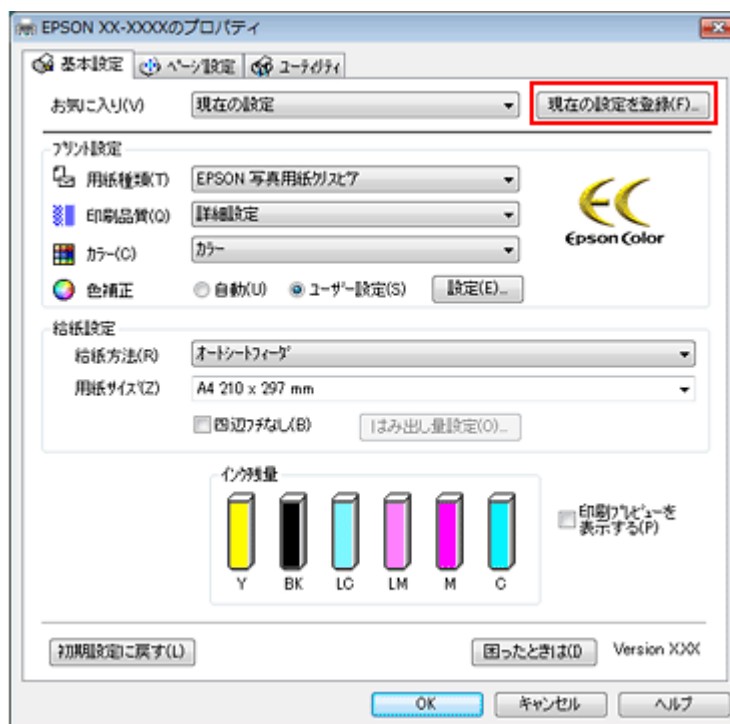 EPSON XX-XXXXのプロパティ
基本設定 ページ設定 ユーティリティ
お気に入り(V) 現在の設定 現在の設定を登録(F)...
プリント設定
用紙種類(T) EPSON 写真用紙クリスピア
印刷品質(Q) 詳細設定
カラー(C) カラー
EC
Epson Color
色補正 自動(U) ユーザー設定(S) 設定(E)...
給紙設定
給紙方法(R) オートシートフィーダ
用紙サイズ(Z) A4 210 x 297 mm
四辺フチなし(B) はみ出し量設定(O)...
インク残量
Y BK LC LM M C
印刷プレビューを
表示する(P)
初期設定に戻す(L) 困ったときは(I) Version X.XX
OK キャンセル ヘルプ